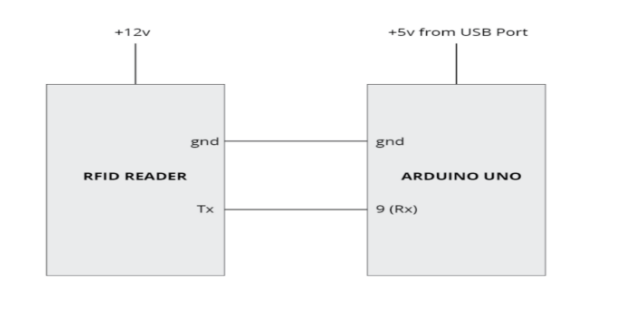 +12v
+5v from USB Port
gnd
gnd
RFID READER
ARDUINO UNO
Tx
9 (Rx)